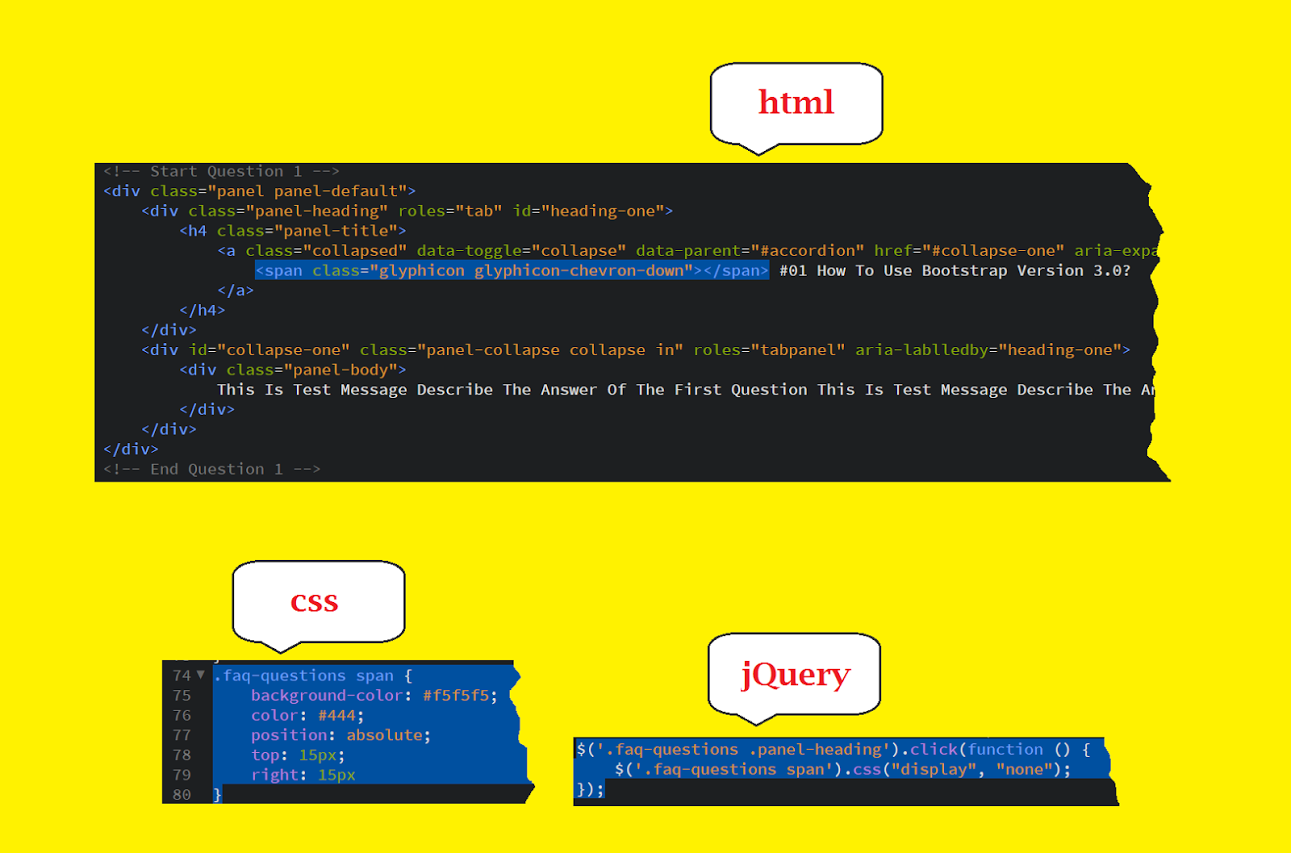 html
<!-- Start Question 1 -->
<div class="panel panel-default">
<div class="panel-heading" roles="tab" id="heading-one">
<h4 class="panel-title">
<a class="collapsed" data-toggle="collapse" data-parent="#accordion" href="#collapse-one" aria-expa
<span class="glyphicon glyphicon-chevron-down"></span> #01 How To Use Bootstrap Version 3.0?
</a>
</h4>
</div>
<div id="collapse-one" class="panel-collapse collapse in" roles="tabpanel" aria-lablledby="heading-one">
<div class="panel-body">
This Is Test Message Describe The Answer Of The First Question This Is Test Message Describe The
</div>
</div>
</div>
<!-- End Question 1 -->
css
74 .faq-questions span {
75 background-color: #f5f5f5;
76 color: #444;
77 position: absolute;
78 top: 15px;
79 right: 15px
80 }
jQuery
$('.faq-questions .panel-heading').click(function () {
$('.faq-questions span').css("display", "none");
});